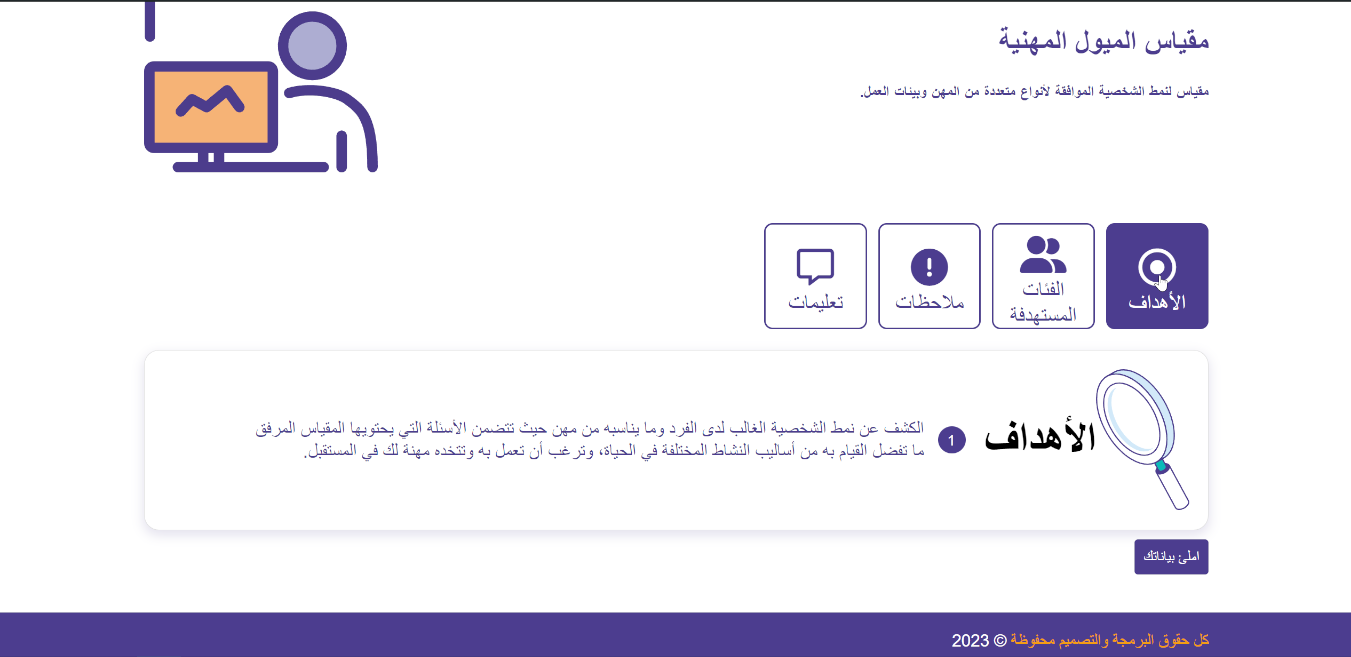 مقياس الميول المهنية
مقياس لنمط الشخصية الموافقة لأنواع متعددة من المهن وبيئات العمل.
الأهداف
الفئات
المستهدفة
ملاحظات
تعليمات
الأهداف
1
الكشف عن نمط الشخصية الغالب لدى الفرد وما يناسبه من مهن حيث تتضمن الأسئلة التي يحتويها المقياس المرفق
ما تفضل القيام به من أساليب النشاط المختلفة في الحياة، وترغب أن تعمل به وتتخده مهنة لك في المستقبل.
املئ بياناتك
كل حقوق البرمجة والتصميم محفوظة © 2023